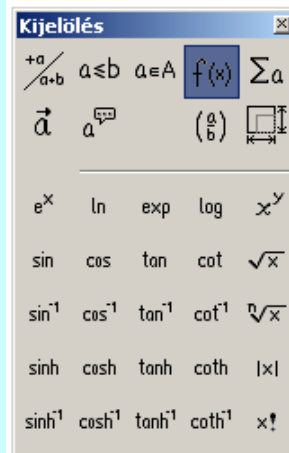 Kijelölés
+a/a+b a≤b a∈A f(x) Σa
a⃗ a (a/b)
eˣ ln exp log xʸ
sin cos tan cot √x
sin⁻¹ cos⁻¹ tan⁻¹ cot⁻¹ ⁿ√x
sinh cosh tanh coth |x|
sinh⁻¹ cosh⁻¹ tanh⁻¹ coth⁻¹ x!